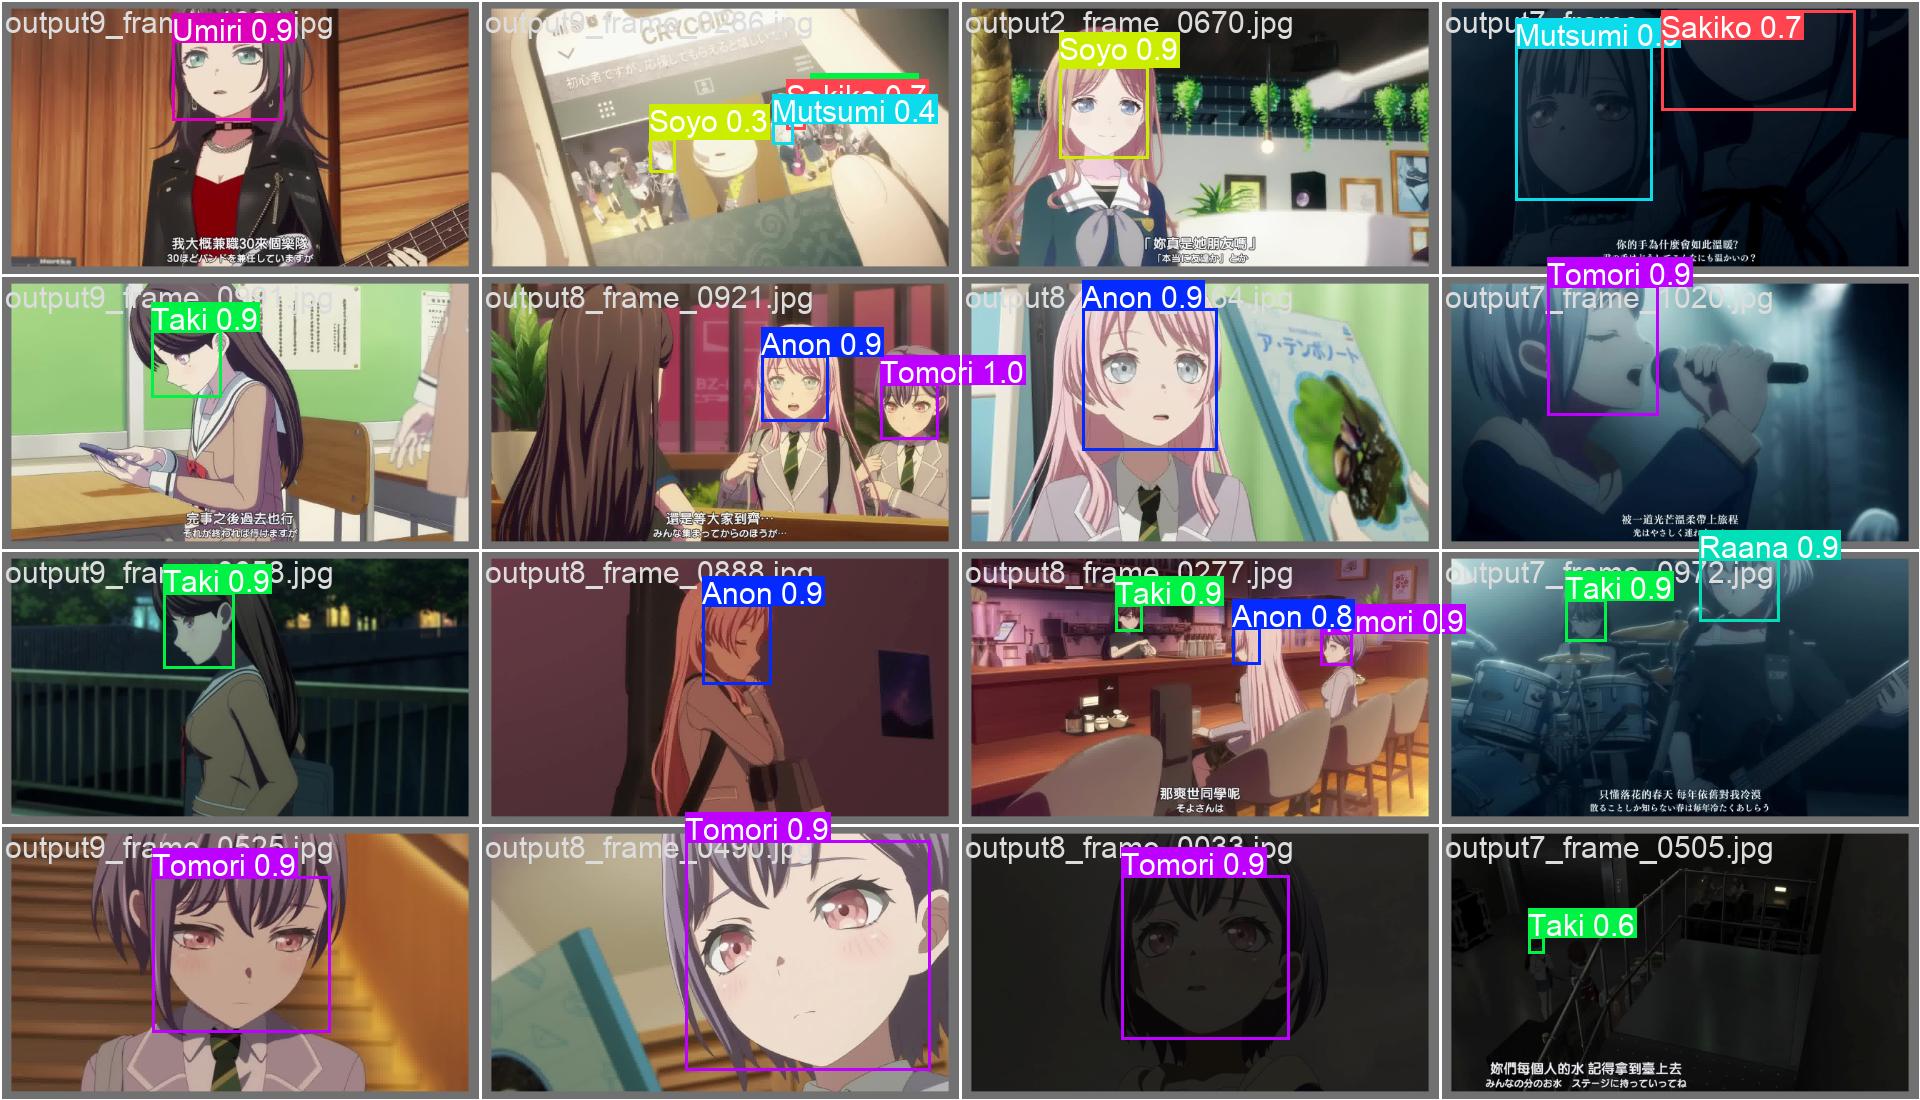 output9_fram
jpg
Umiri 0.9
我大概兼職30來個樂隊
30ほどバンドを兼任していますが
output9_frame_0286.jpg
CRYCHIC
初心者ですが、応援してもらえると嬉しい
Sakiko 0.7
Mutsumi 0.4
Soyo 0.3
output2_frame_0670.jpg
Soyo 0.9
「妳真是她朋友嗎」
「本当に友達か」とか
output7
Mutsumi 0.9
Sakiko 0.7
你的手為什麼會如此溫暖?
output9_frame
jpg
Taki 0.9
完事之後過去也行
それが終われば行けますが
output8_frame_0921.jpg
Anon 0.9
Tomori 1.0
還是等大家到齊…
みんな集まってからのほうが…
output8
64.jpg
Anon 0.9
ア・テンポノート
output7_frame_1020.jpg
Tomori 0.9
被一道光芒溫柔帶上旅程
光はやさしく連れ
output9_fram
8.jpg
Taki 0.9
output8_frame_0888.jpg
Anon 0.9
output8_frame_0277.jpg
Taki 0.9
Anon 0.8
mori 0.9
那爽世同學呢
そよさんは
output7_frame_0972.jpg
Taki 0.9
Raana 0.9
只懂落花的春天 每年依舊對我冷漠
散ることしか知らない春は毎年冷たくあしらう
output9_frame_0525.jpg
Tomori 0.9
output8_frame_0490.jpg
Tomori 0.9
output8_frame_0033.jpg
Tomori 0.9
output7_frame_0505.jpg
Taki 0.6
妳們每個人的水 記得拿到臺上去
みんなの分のお水 ステージに持っていってね